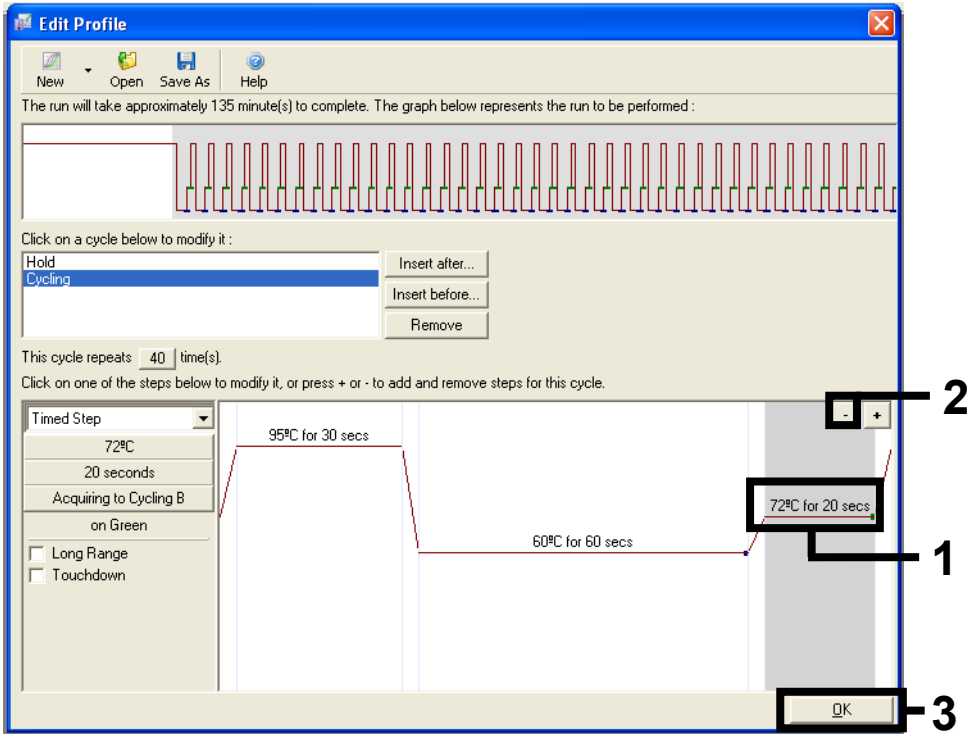 Edit Profile
New Open Save As Help
The run will take approximately 135 minute(s) to complete. The graph below represents the run to be performed :
Click on a cycle below to modify it :
Hold
Cycling
Insert after...
Insert before...
Remove
This cycle repeats 40 time(s).
Click on one of the steps below to modify it, or press + or - to add and remove steps for this cycle.
Timed Step
72ºC
20 seconds
Acquiring to Cycling B
on Green
Long Range
Touchdown
95ºC for 30 secs
60ºC for 60 secs
72ºC for 20 secs
- +
2
1
OK
3